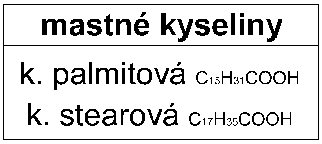 mastné kyseliny
k. palmitová C₁₅H₃₁COOH
k. stearová C₁₇H₃₅COOH